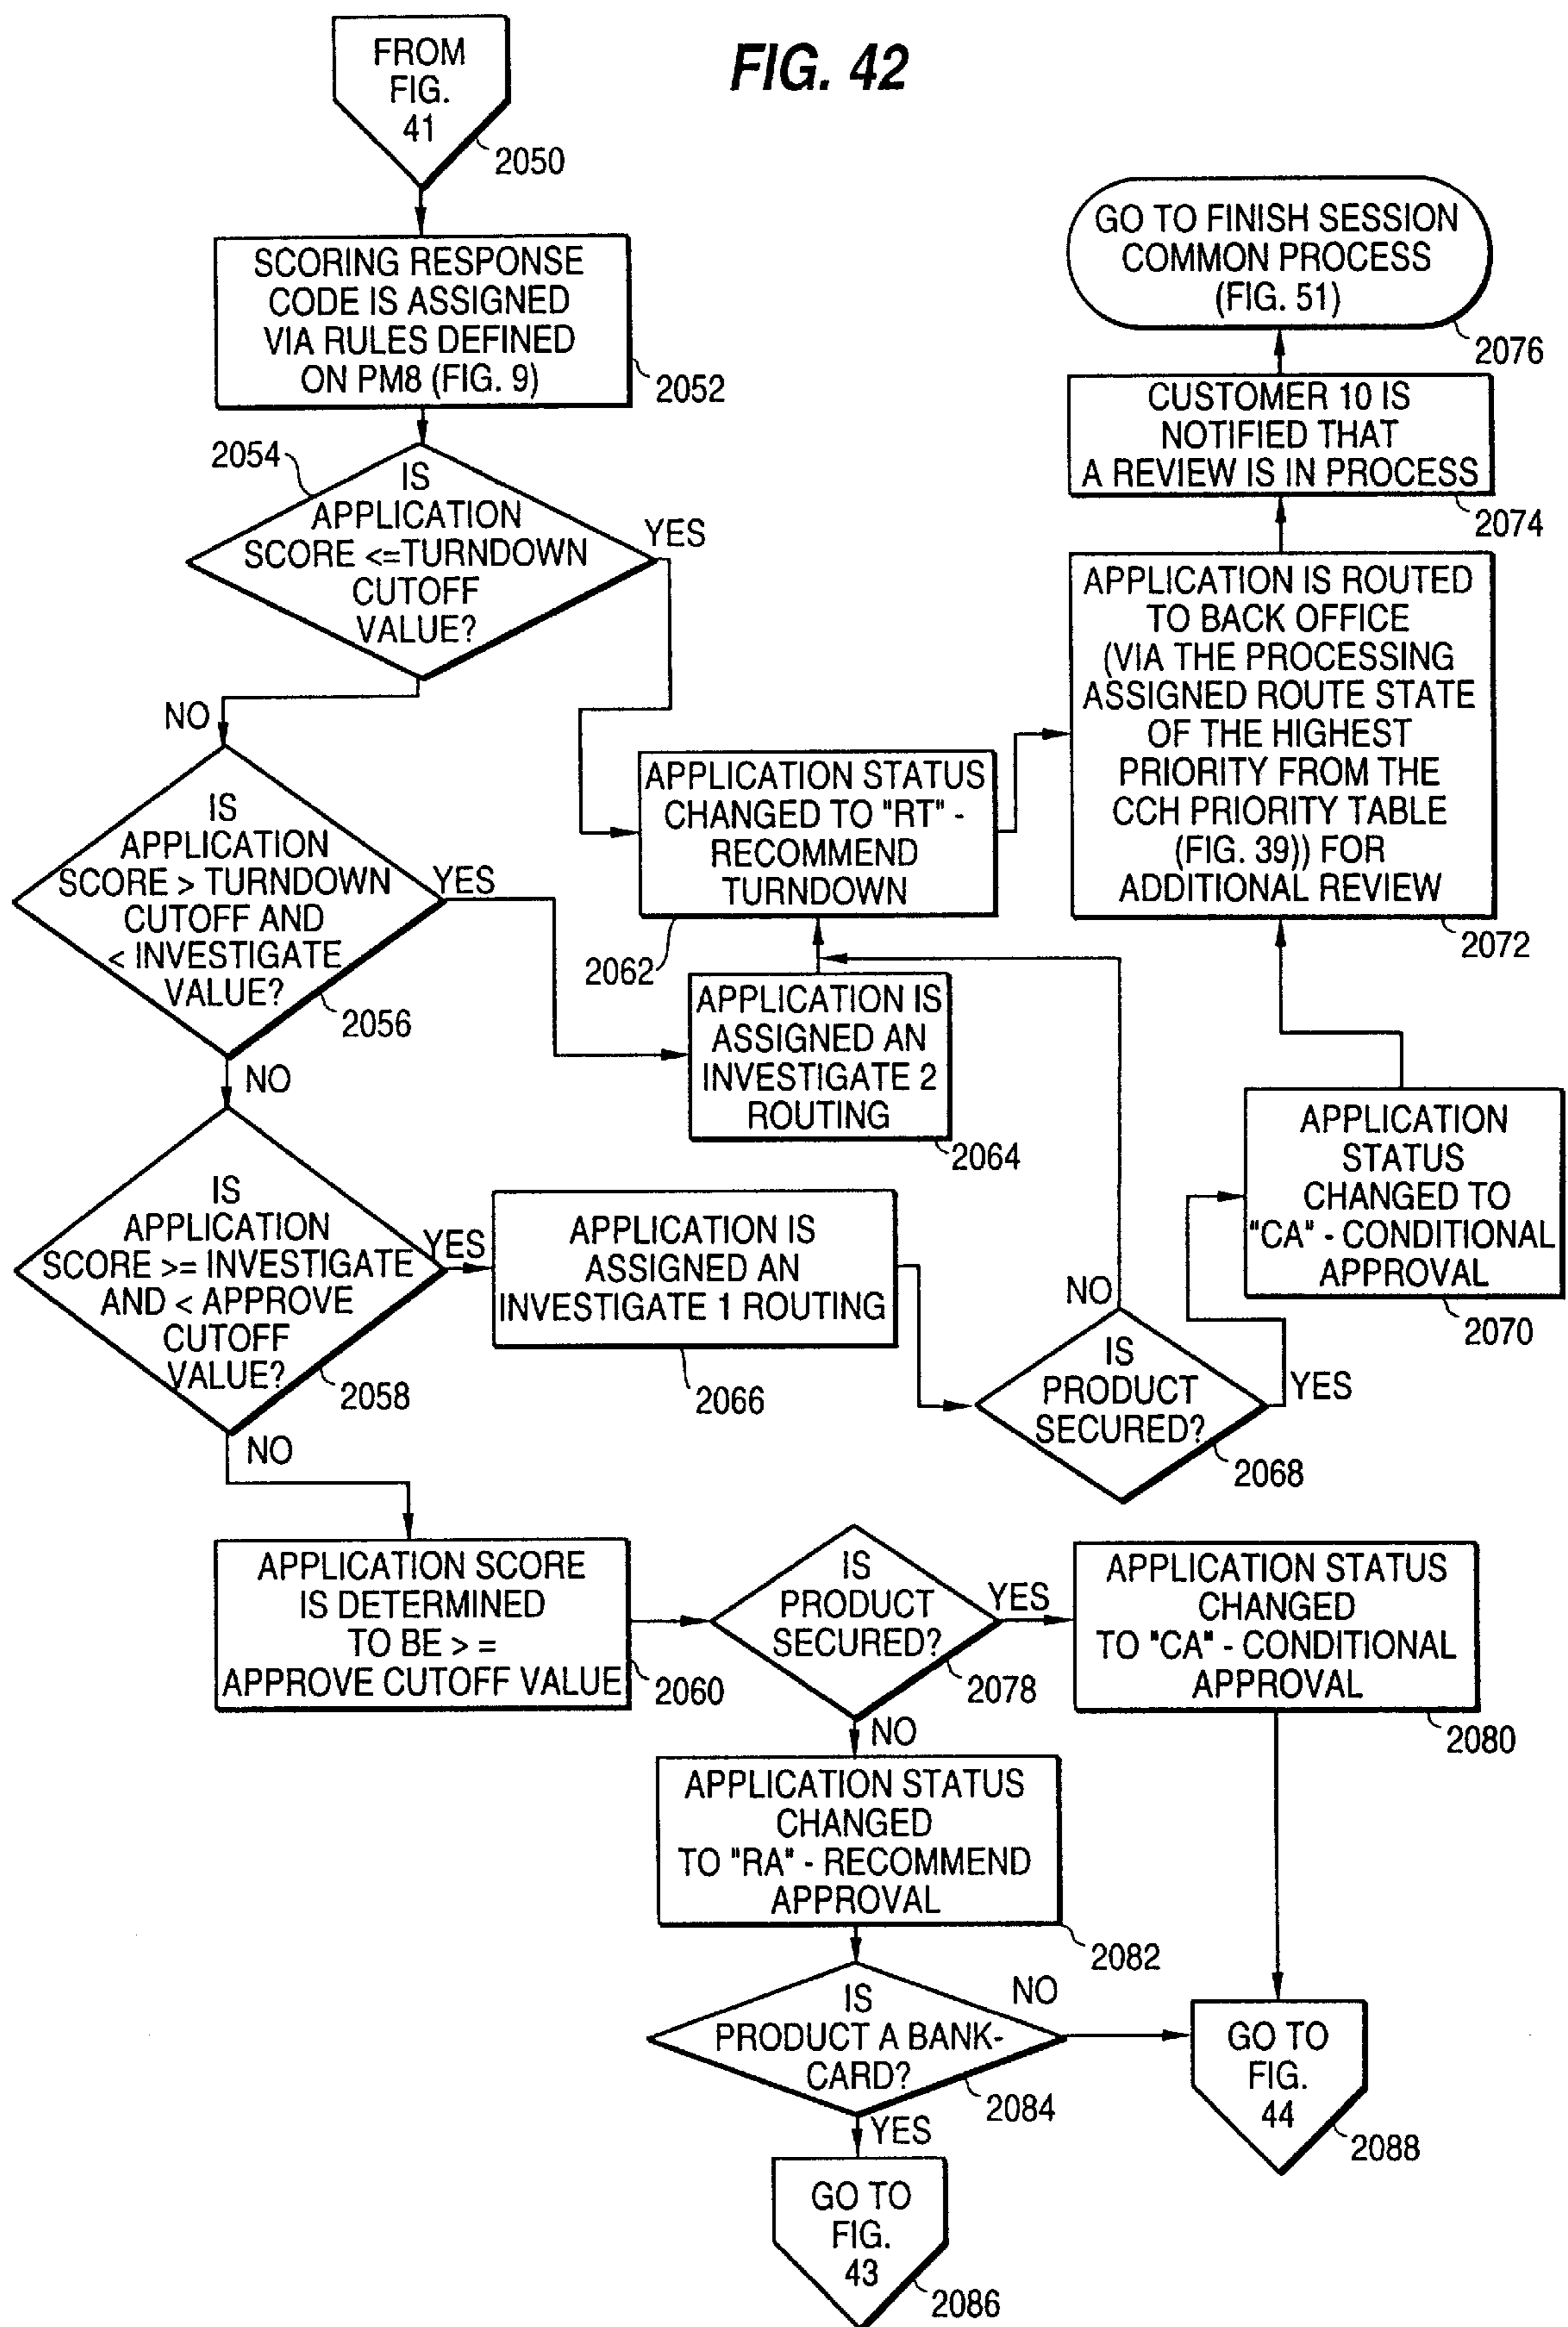 FIG. 42
FROM
FIG.
41
2050
SCORING RESPONSE
CODE IS ASSIGNED
VIA RULES DEFINED
ON PM8 (FIG. 9)
2052
2054
IS
APPLICATION
SCORE <=TURNDOWN
CUTOFF
VALUE?
YES
NO
IS
APPLICATION
SCORE > TURNDOWN
CUTOFF AND
< INVESTIGATE
VALUE?
2056
YES
NO
IS
APPLICATION
SCORE >= INVESTIGATE
AND < APPROVE
CUTOFF
VALUE?
2058
YES
NO
APPLICATION SCORE
IS DETERMINED
TO BE > =
APPROVE CUTOFF VALUE
2060
APPLICATION STATUS
CHANGED TO "RT" -
RECOMMEND
TURNDOWN
2062
APPLICATION IS
ASSIGNED AN
INVESTIGATE 2
ROUTING
2064
APPLICATION IS
ASSIGNED AN
INVESTIGATE 1 ROUTING
2066
IS
PRODUCT
SECURED?
2068
NO
YES
APPLICATION
STATUS
CHANGED TO
"CA" - CONDITIONAL
APPROVAL
2070
APPLICATION IS ROUTED
TO BACK OFFICE
(VIA THE PROCESSING
ASSIGNED ROUTE STATE
OF THE HIGHEST
PRIORITY FROM THE
CCH PRIORITY TABLE
(FIG. 39)) FOR
ADDITIONAL REVIEW
2072
CUSTOMER 10 IS
NOTIFIED THAT
A REVIEW IS IN PROCESS
2074
GO TO FINISH SESSION
COMMON PROCESS
(FIG. 51)
2076
IS
PRODUCT
SECURED?
2078
YES
NO
APPLICATION STATUS
CHANGED
TO "CA" - CONDITIONAL
APPROVAL
2080
APPLICATION STATUS
CHANGED
TO "RA" - RECOMMEND
APPROVAL
2082
IS
PRODUCT A BANK-
CARD?
2084
NO
YES
GO TO
FIG.
43
2086
GO TO
FIG.
44
2088